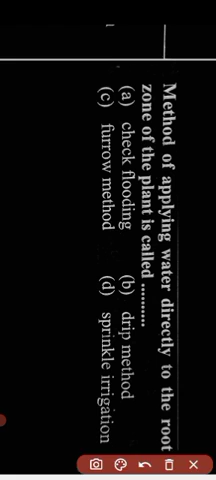 Method of applying water directly to the root
zone of the plant is called ..........
(a) check flooding (b) drip method
(c) furrow method (d) sprinkle irrigation